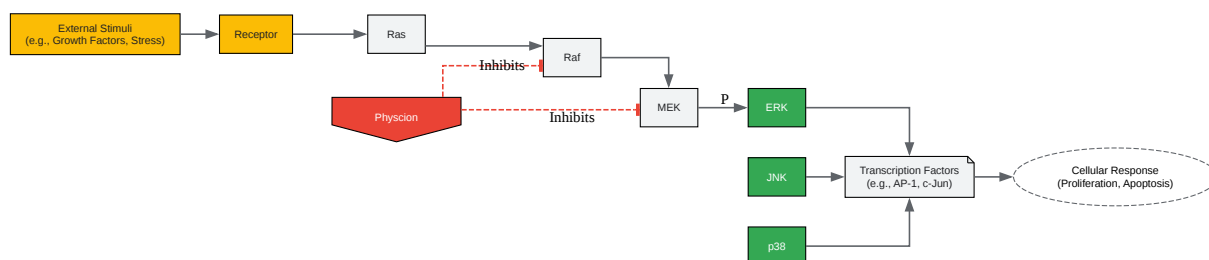 External Stimuli
(e.g., Growth Factors, Stress)
Receptor
Ras
Raf
Inhibits
Physcion
Inhibits
MEK
P
ERK
JNK
Transcription Factors
(e.g., AP-1, c-Jun)
Cellular Response
(Proliferation, Apoptosis)
p38